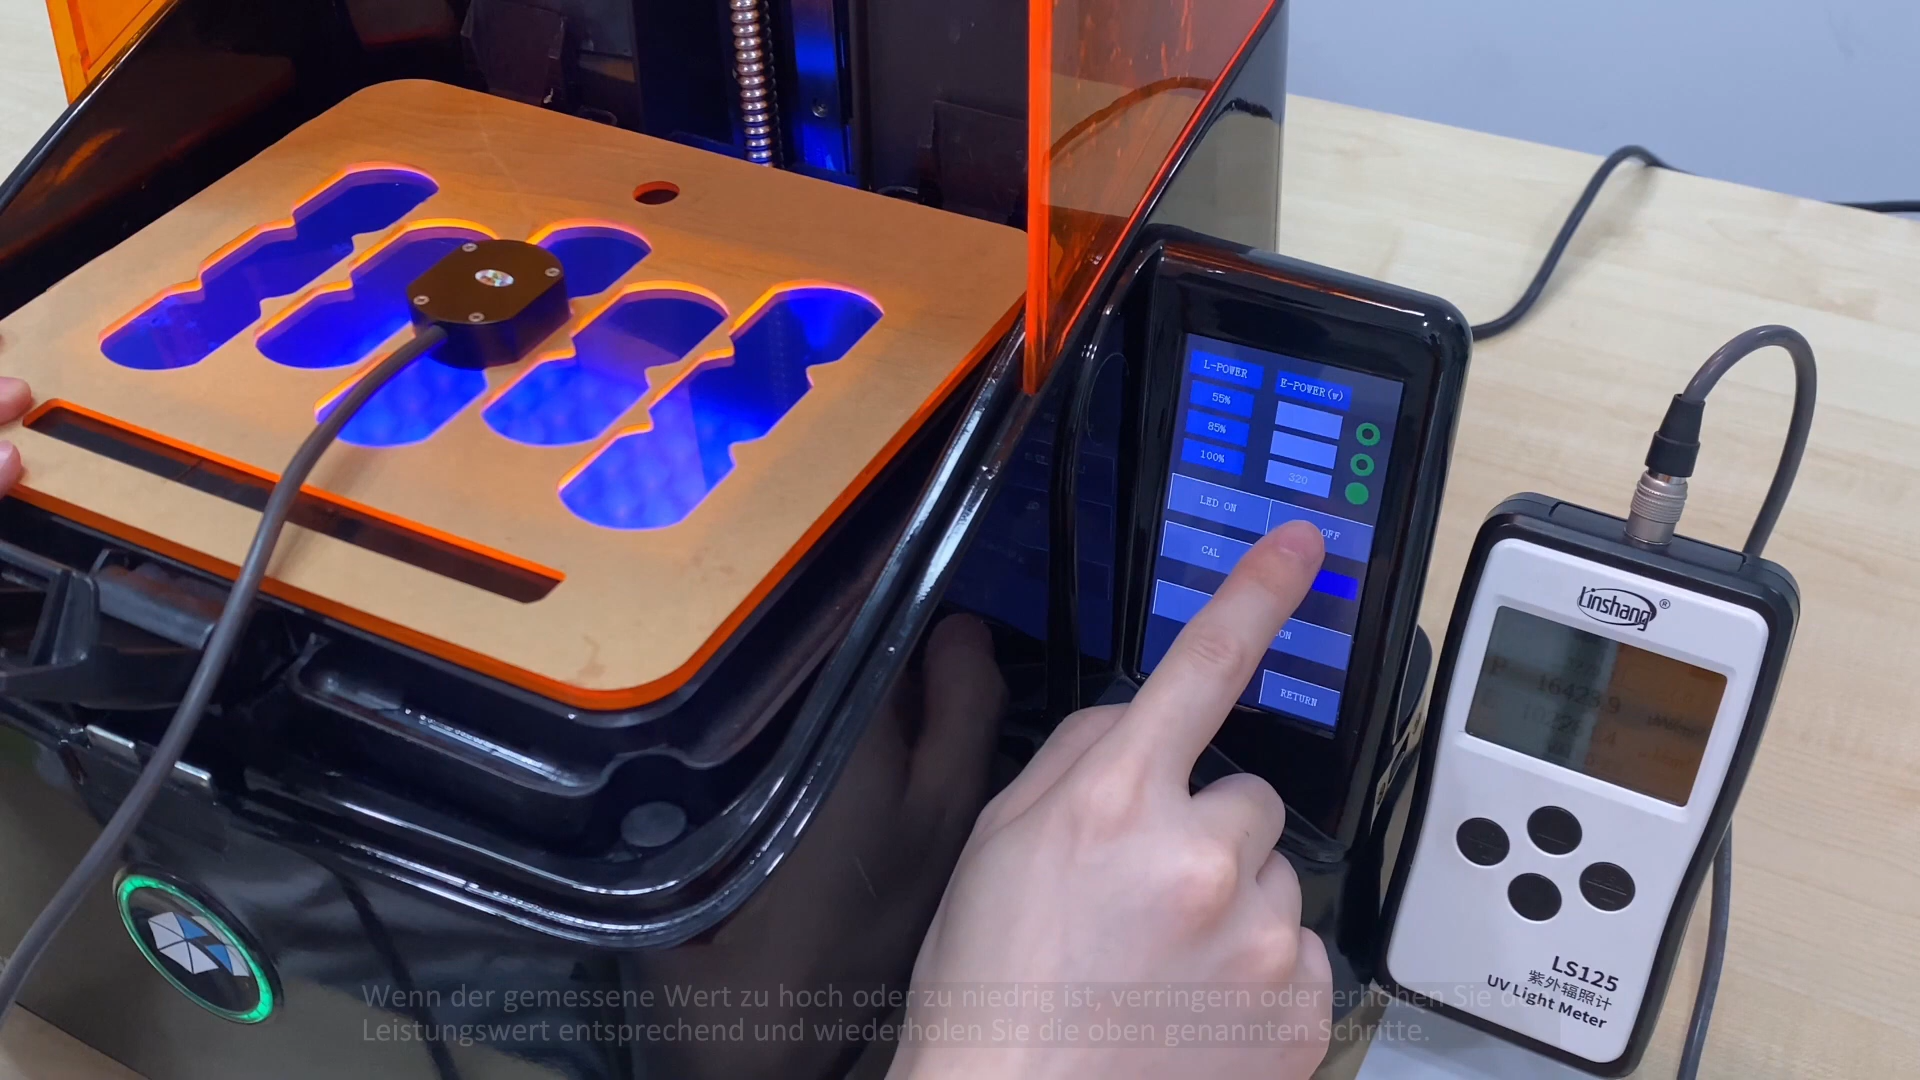 L-POWER
E-POWER(w)
55%
85%
100%
320
LED ON
OFF
CAL
ON
RETURN
Linshang®
16423.9
LS125
紫外辐照计
UV Light Meter
Wenn der gemessene Wert zu hoch oder zu niedrig ist, verringern oder erhöhen Sie
Leistungswert entsprechend und wiederholen Sie die oben genannten Schritte.